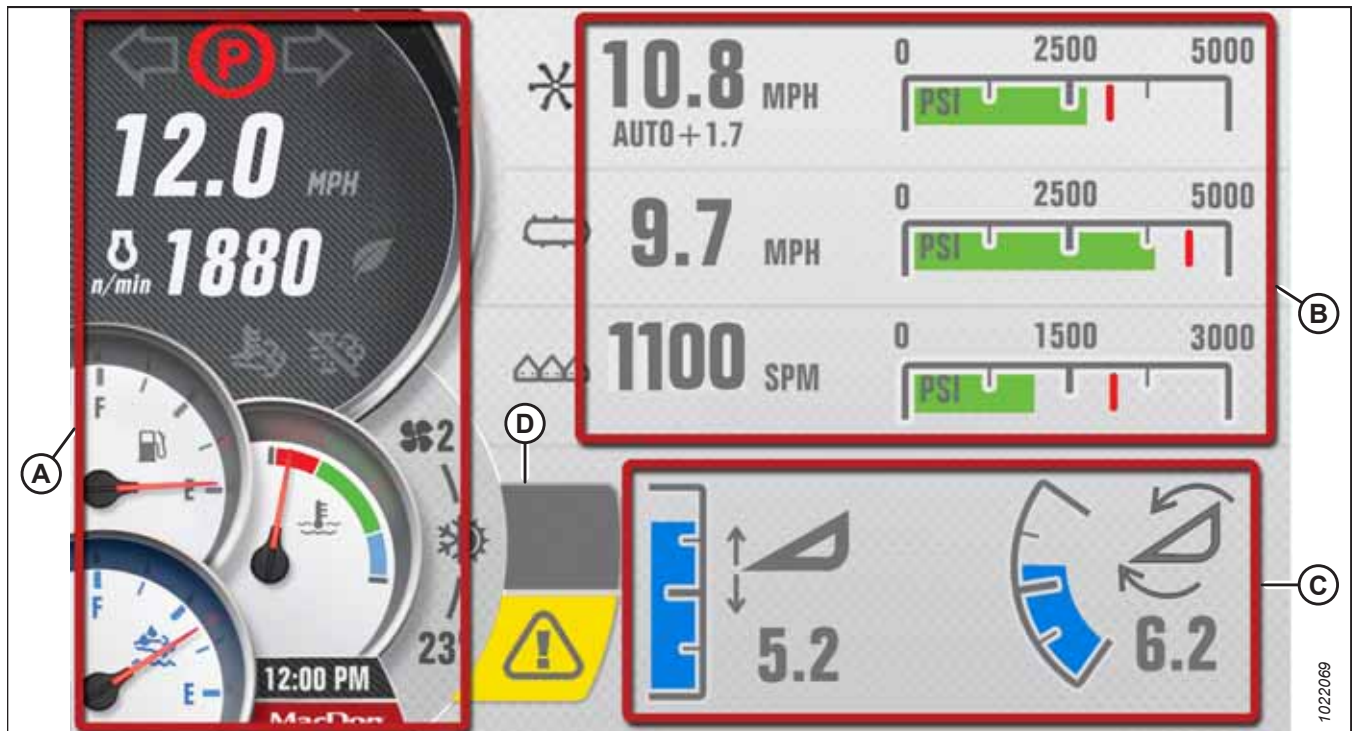 P
12.0 MPH
n/min 1880
F
E
F
E
2
23
12:00 PM
MacDon
10.8 MPH
AUTO+1.7
0 2500 5000
PSI
9.7 MPH
0 2500 5000
PSI
1100 SPM
0 1500 3000
PSI
5.2
6.2
A
B
C
D
1022069